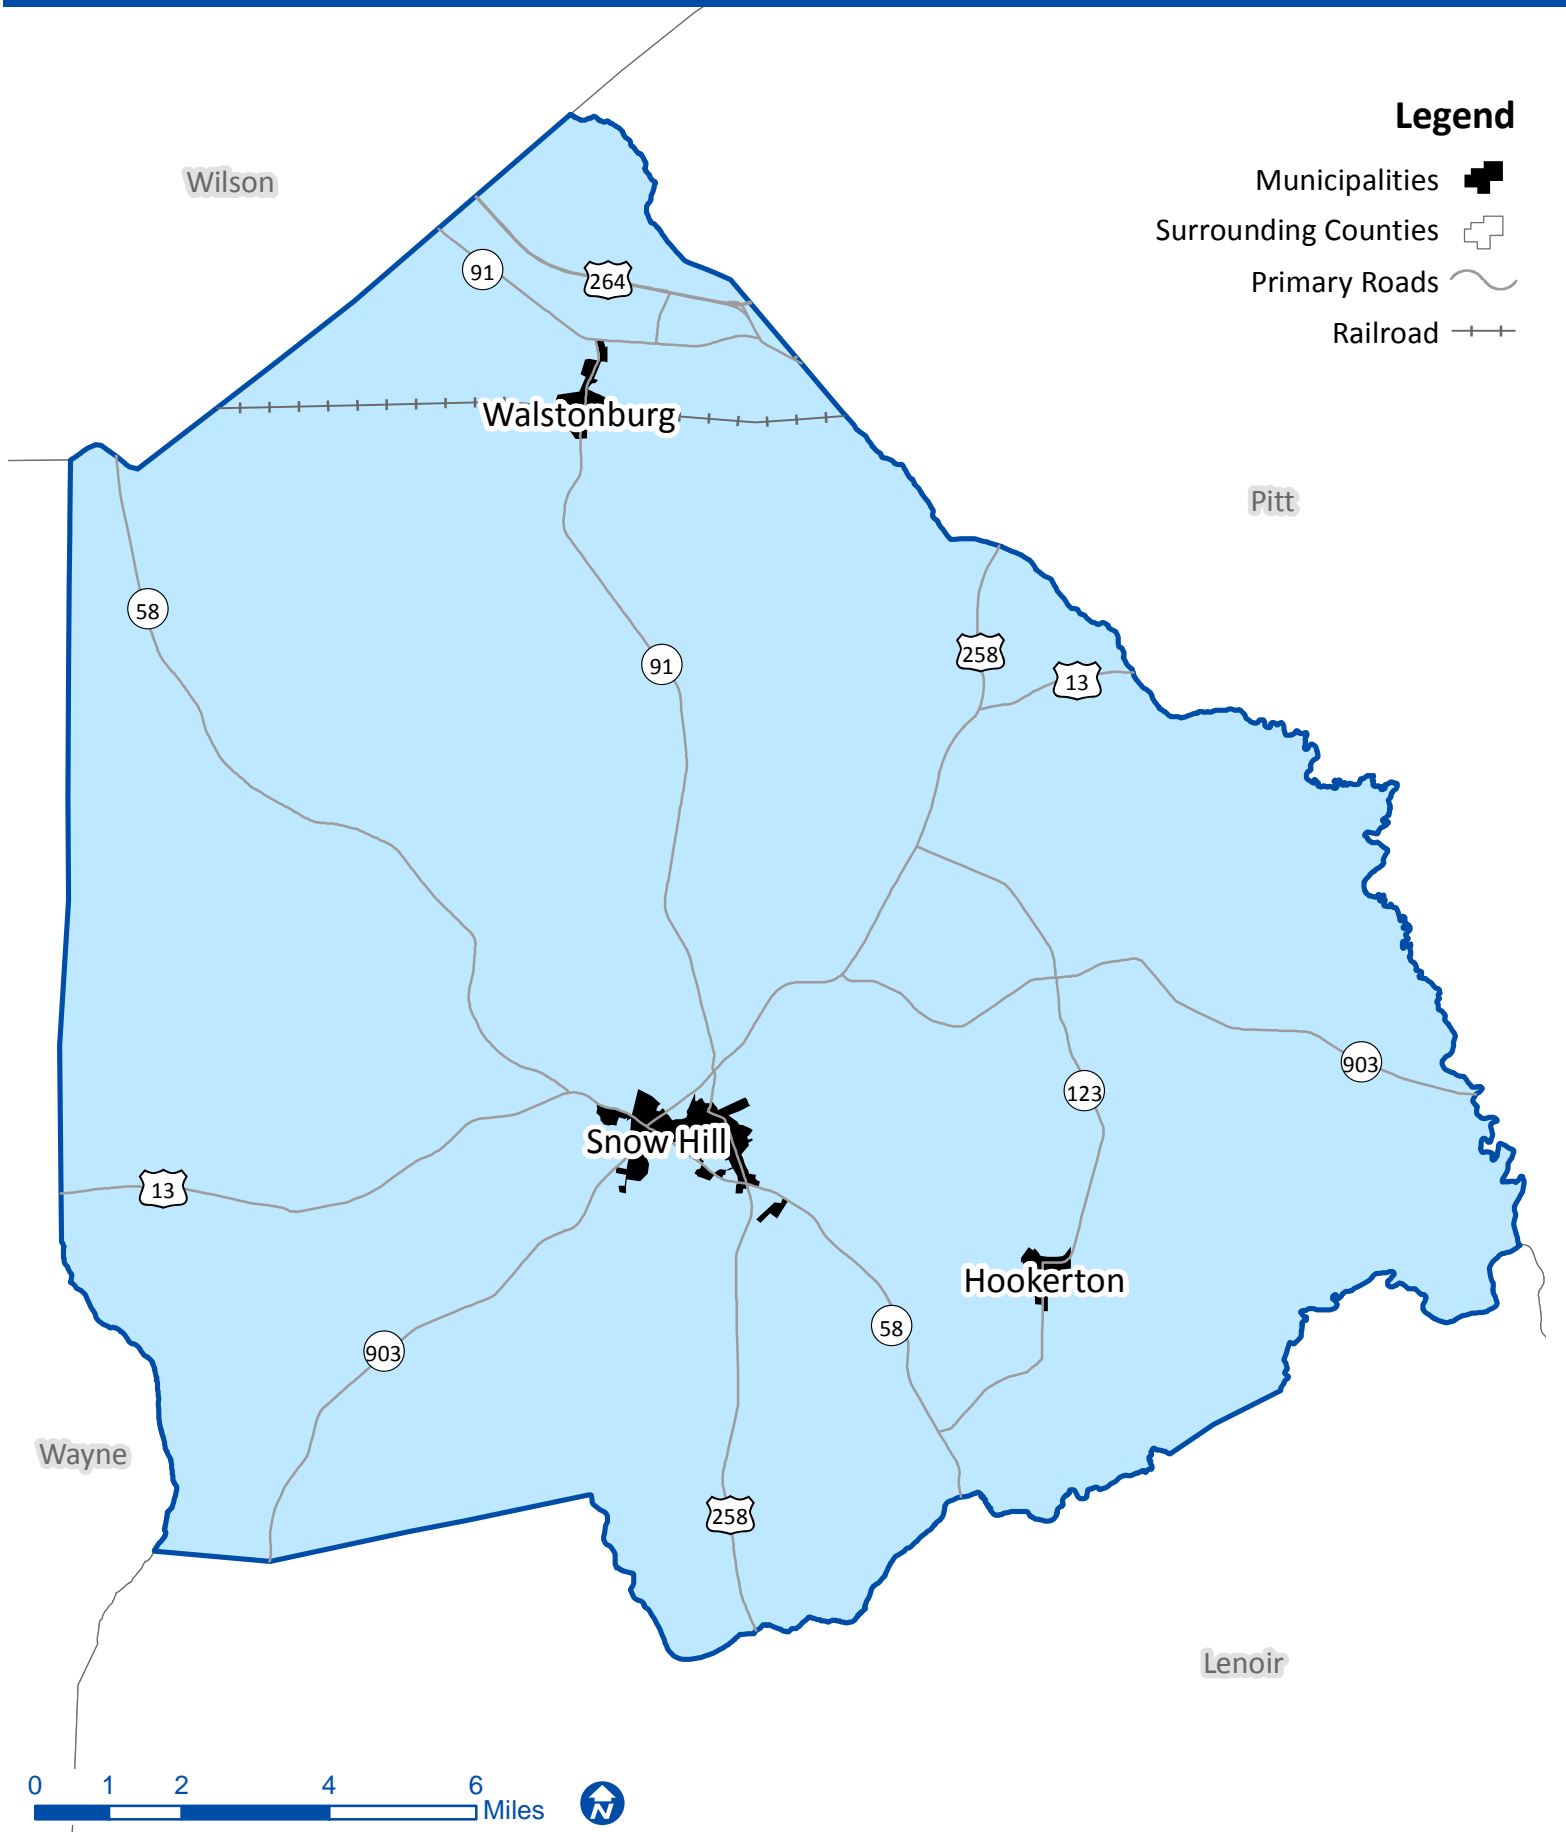 Legend
Wilson
Municipalities
Surrounding Counties
91
264
Primary Roads
Railroad
Walstonburg
Pitt
58
91
258
13
903
123
Snow Hill
13
Hookerton
58
903
Wayne
258
Lenoir
0 1 2 4 6
Miles
N